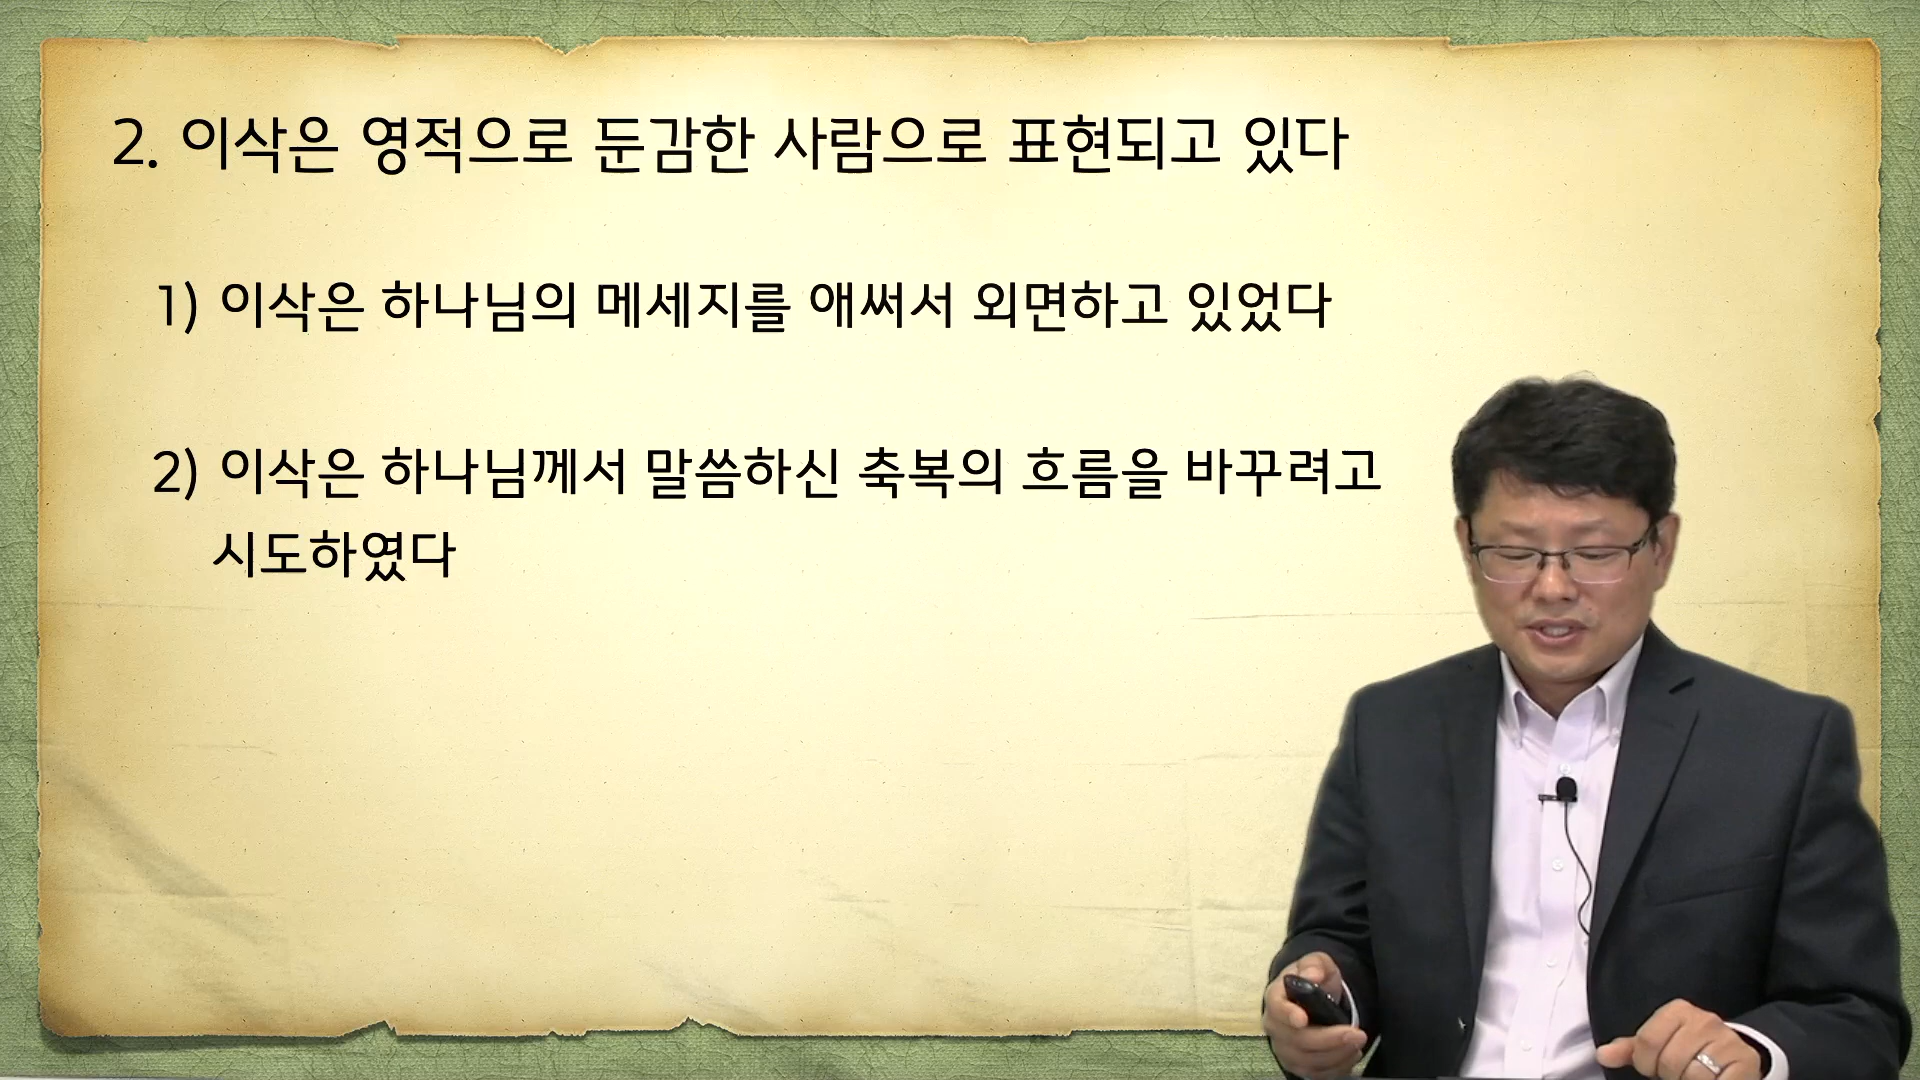 2. 이삭은 영적으로 둔감한 사람으로 표현되고 있다
1) 이삭은 하나님의 메세지를 애써서 외면하고 있었다
2) 이삭은 하나님께서 말씀하신 축복의 흐름을 바꾸려고
시도하였다